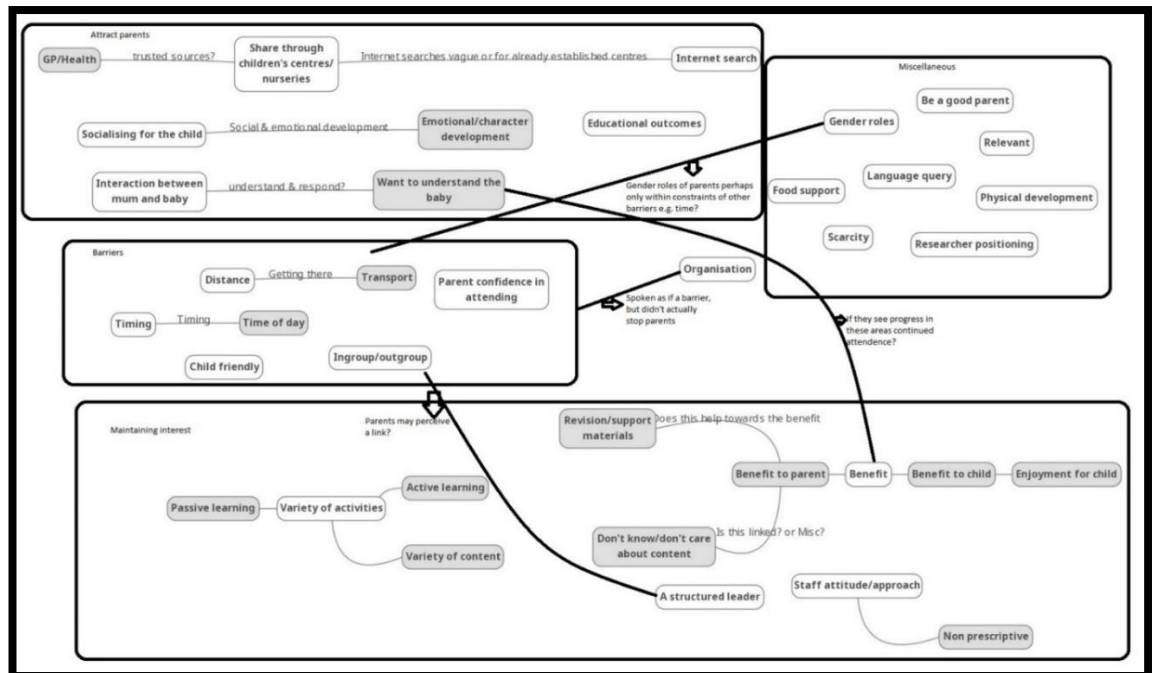 Attract parents
GP/Health
trusted sources?
Share through
children's centres/
nurseries
Internet searches vague or for already established centres
Internet search
Socialising for the child
Social & emotional development
Emotional/character
development
Educational outcomes
Interaction between
mum and baby
understand & respond?
Want to understand the
baby
Gender roles of parents perhaps
only within constraints of other
barriers e.g. time?
Miscellaneous
Be a good parent
Gender roles
Relevant
Language query
Food support
Physical development
Scarcity
Researcher positioning
Barriers
Distance
Getting there
Transport
Parent confidence in
attending
Timing
Timing
Time of day
Child friendly
Ingroup/outgroup
Organisation
Spoken as if a barrier,
but didn't actually
stop parents
If they see progress in
these areas continued
attendence?
Maintaining interest
Parents may perceive
a link?
Revision/support
materials
Does this help towards the benefit
Benefit to parent
Benefit
Benefit to child
Enjoyment for child
Active learning
Passive learning
Variety of activities
Variety of content
Don't know/don't care
about content
Is this linked? or Misc?
A structured leader
Staff attitude/approach
Non prescriptive